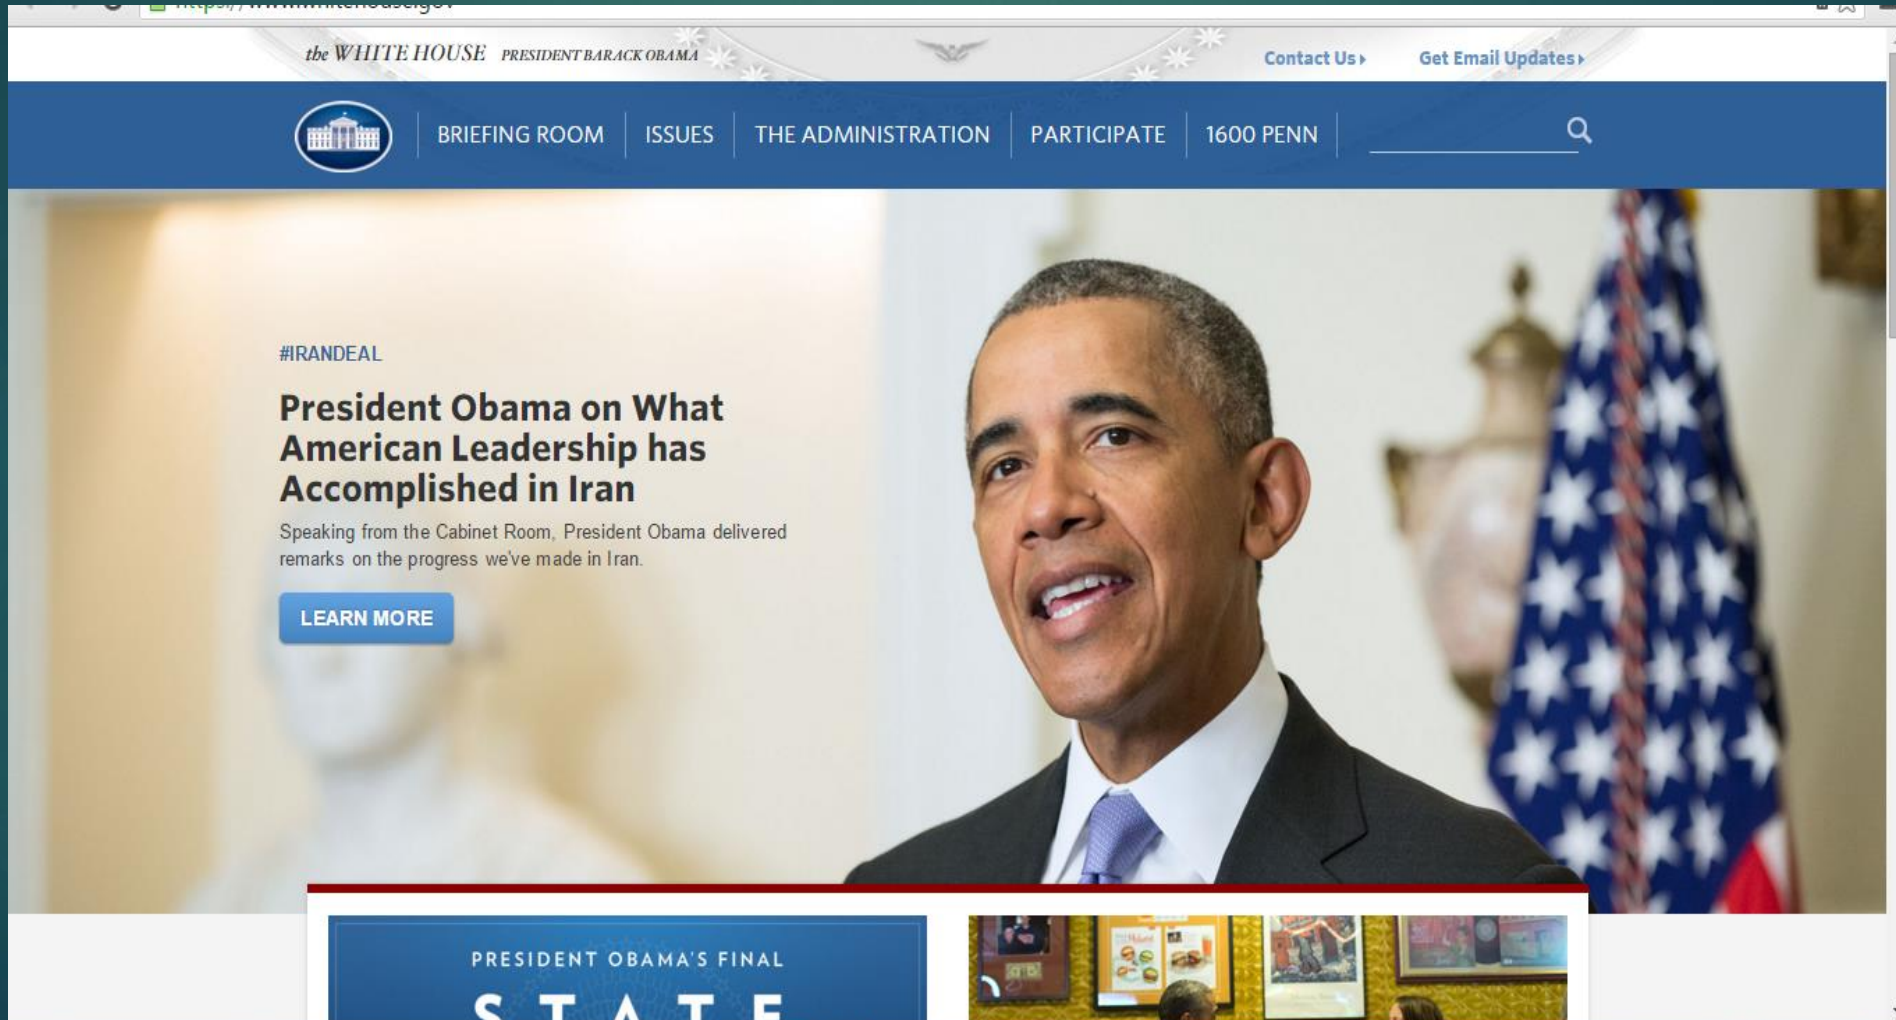 the WHITE HOUSE PRESIDENT BARACK OBAMA
Contact Us
Get Email Updates
BRIEFING ROOM
ISSUES
THE ADMINISTRATION
PARTICIPATE
1600 PENN
#IRANDEAL
President Obama on What
American Leadership has
Accomplished in Iran
Speaking from the Cabinet Room, President Obama delivered
remarks on the progress we've made in Iran.
LEARN MORE
PRESIDENT OBAMA'S FINAL
STATE